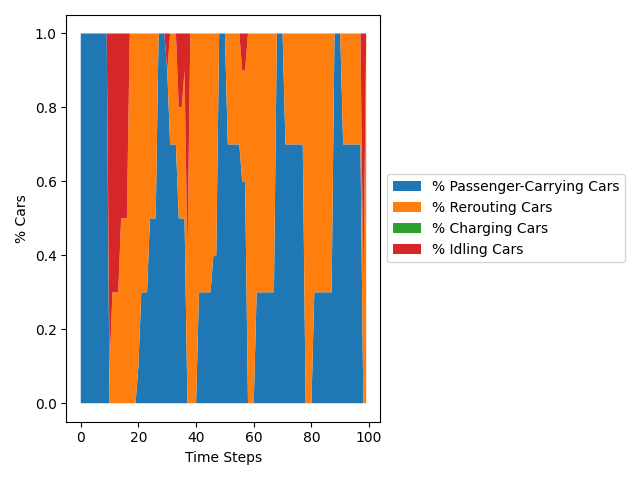 1.0
0.8
0.6
0.4
0.2
0.0
% Cars
0
20
40
60
80
100
Time Steps
% Passenger-Carrying Cars
% Rerouting Cars
% Charging Cars
% Idling Cars